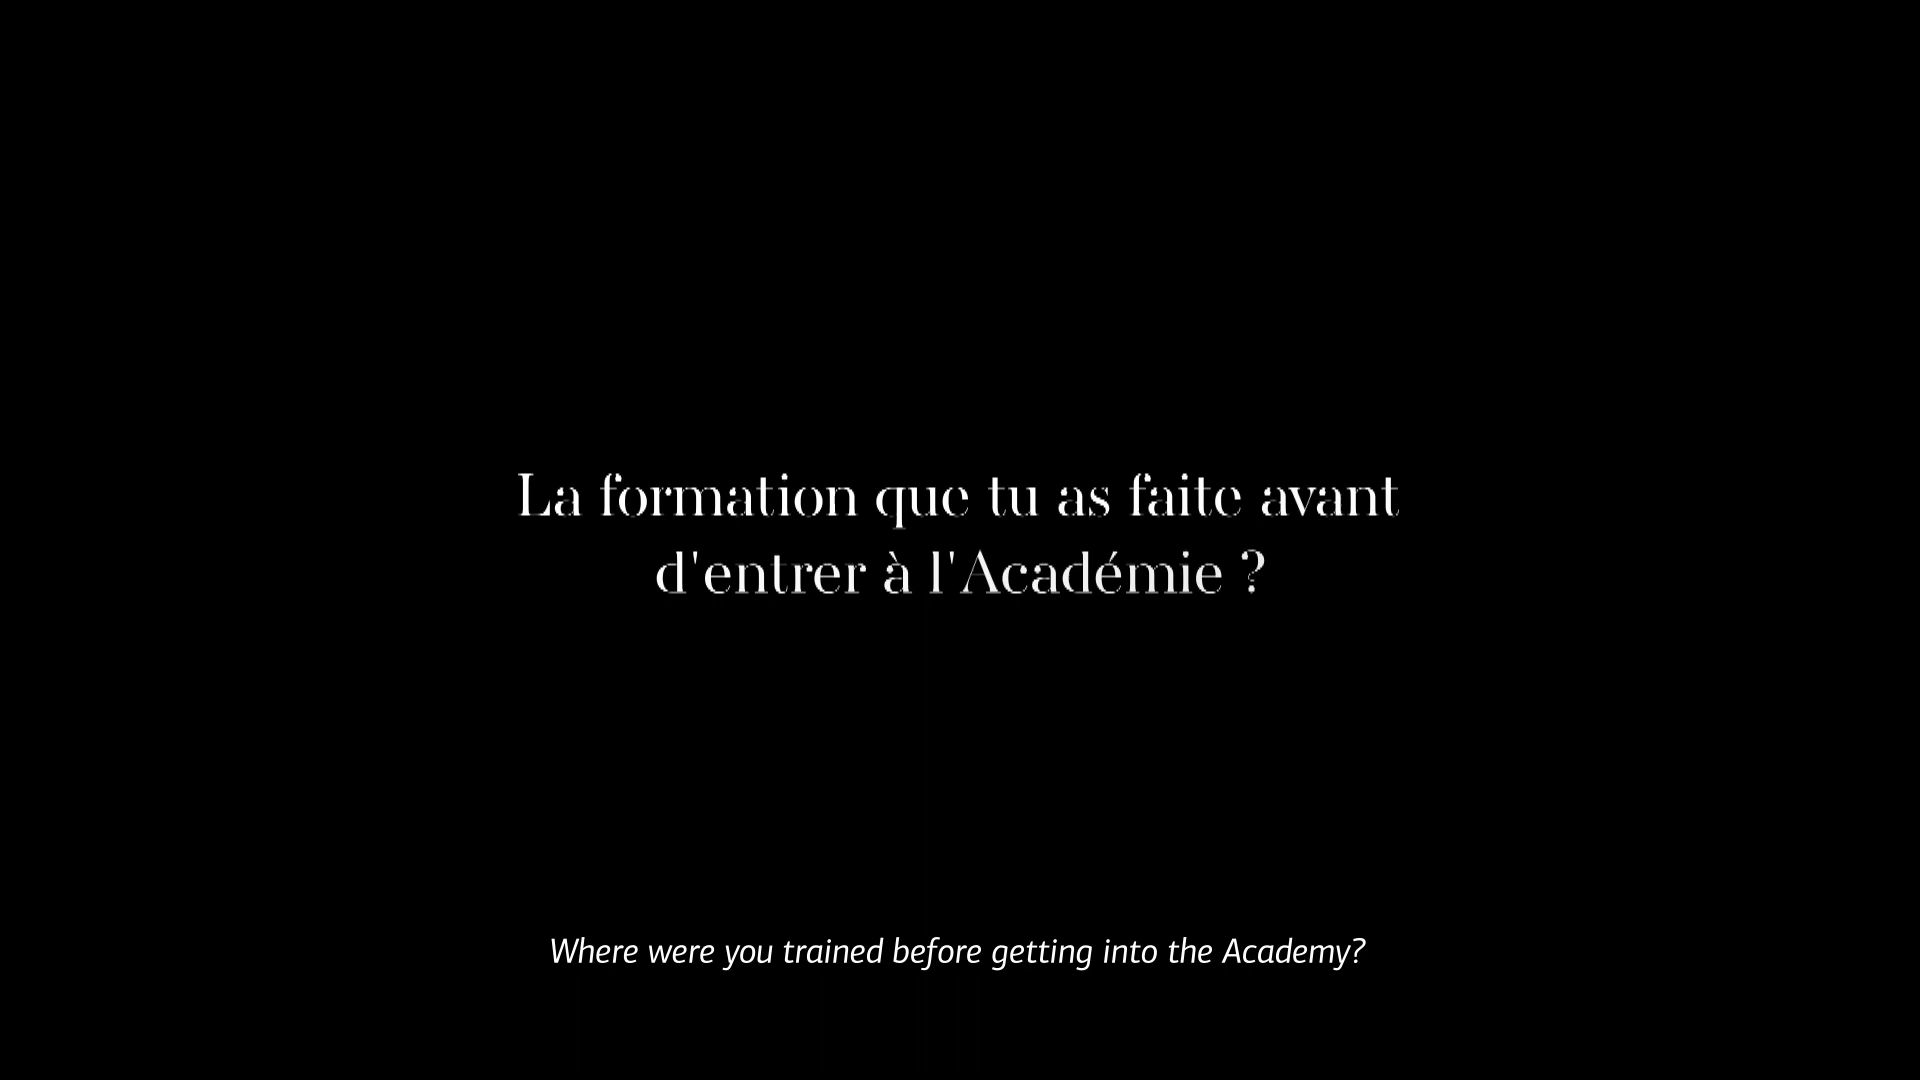 La formation que tu as faite avant
d'entrer à l'Académie ?
Where were you trained before getting into the Academy?